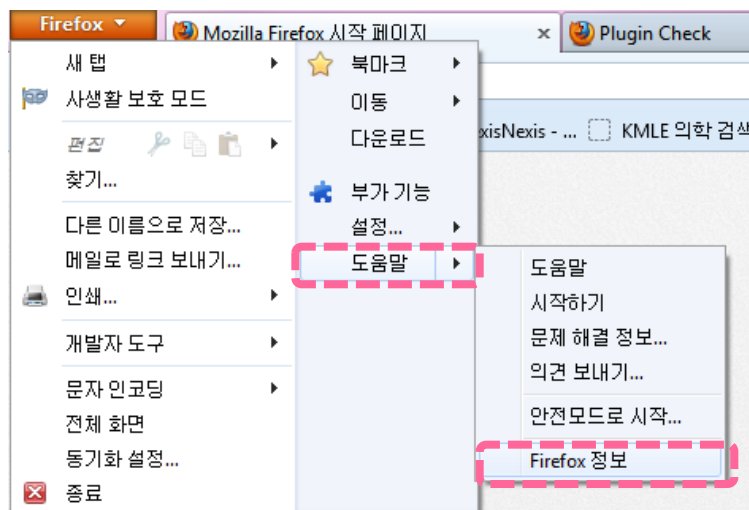 Firefox
Mozilla Firefox 시작 페이지
Plugin Check
새 탭
사생활 보호 모드
편집
찾기...
다른 이름으로 저장...
메일로 링크 보내기...
인쇄...
개발자 도구
문자 인코딩
전체 화면
동기화 설정...
종료
북마크
이동
다운로드
부가 기능
설정...
도움말
xisNexis - ...
KMLE 의학 검색
도움말
시작하기
문제 해결 정보...
의견 보내기...
안전모드로 시작...
Firefox 정보